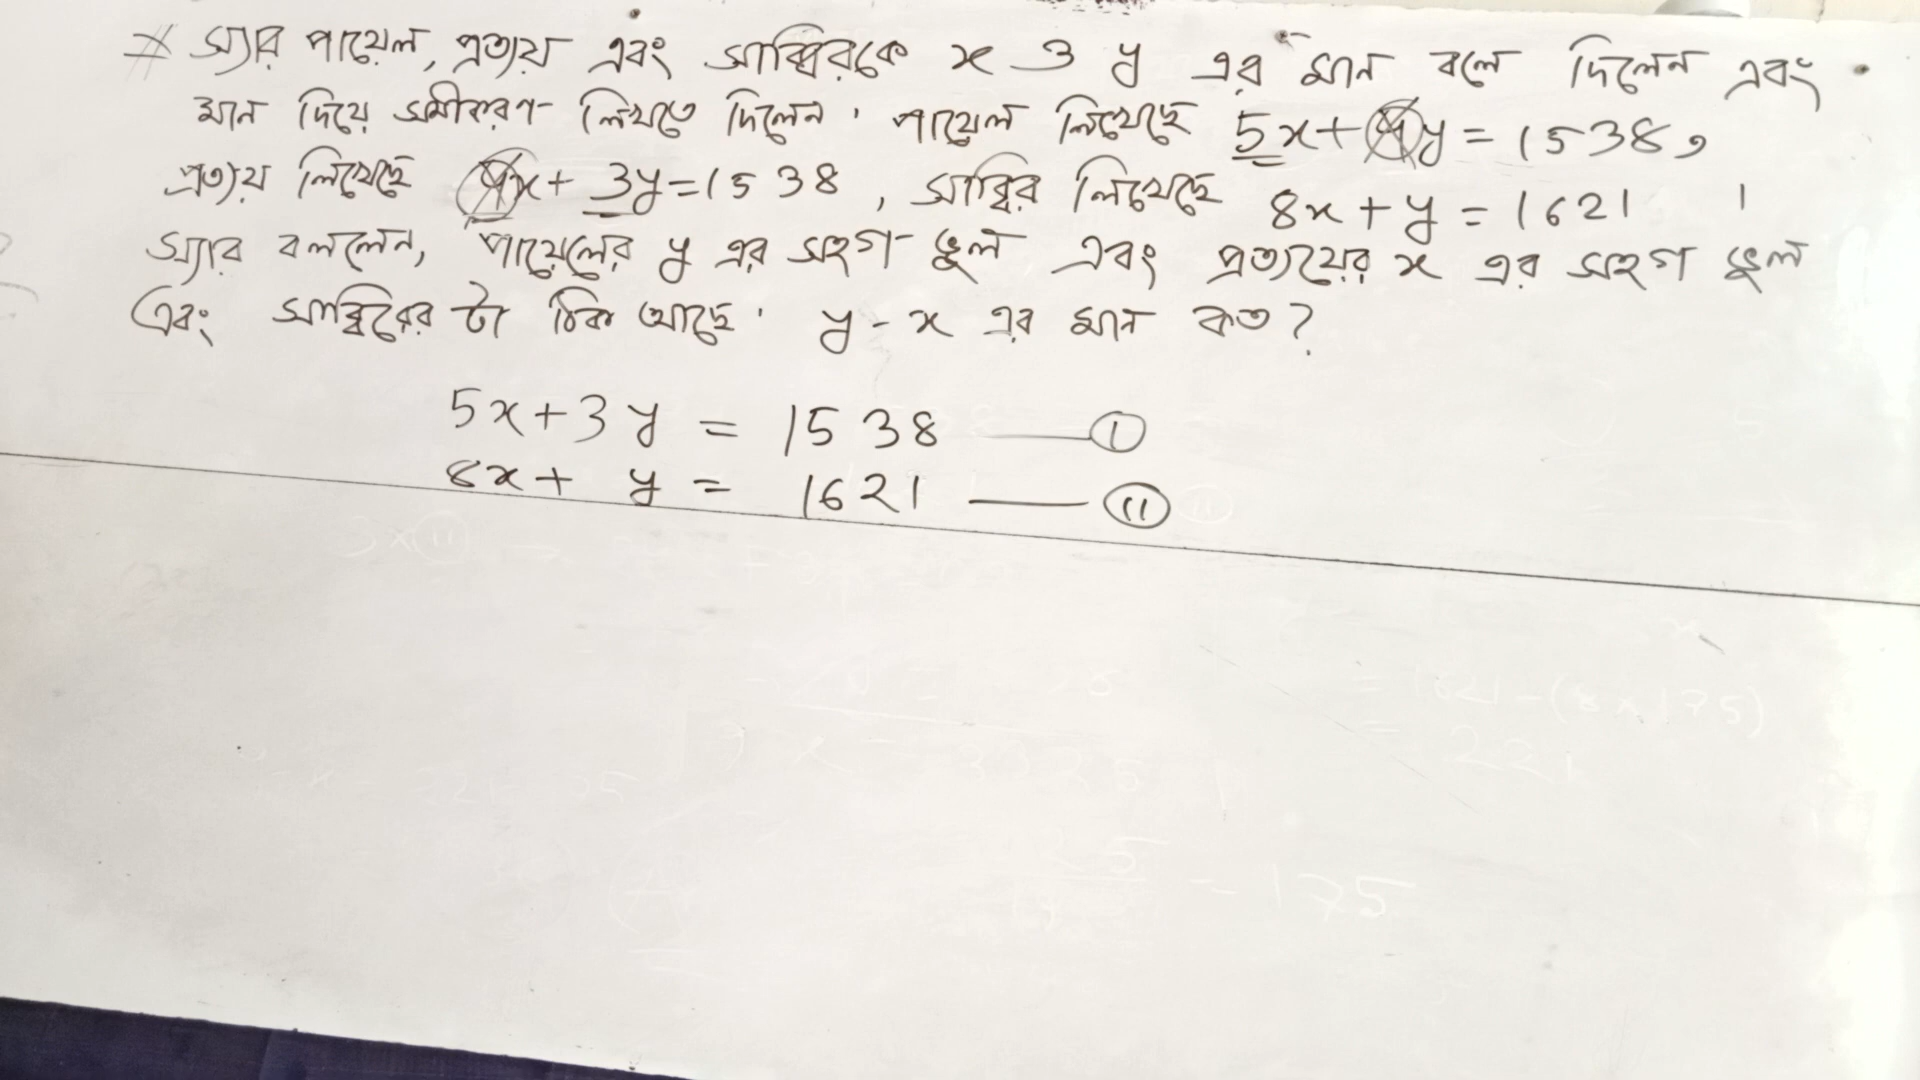 * স্যার পায়েল, প্রত্যয় এবং সাব্বিরকে x ও y এর মান বলে দিলেন এবং
মান দিয়ে সমীকরণ লিখতে দিলেন। পায়েল লিখেছে 5x+4y=1538,
প্রত্যয় লিখেছে 4x+3y=1538, সাব্বির লিখেছে 8x+y=1621।
স্যার বললেন, পায়েলের y এর সহগ ভুল এবং প্রত্যয়ের x এর সহগ ভুল
এবং সাব্বিরের টা ঠিক আছে। y-x এর মান কত?
5x+3y = 1538 —— (I)
8x+ y = 1621 —— (II)